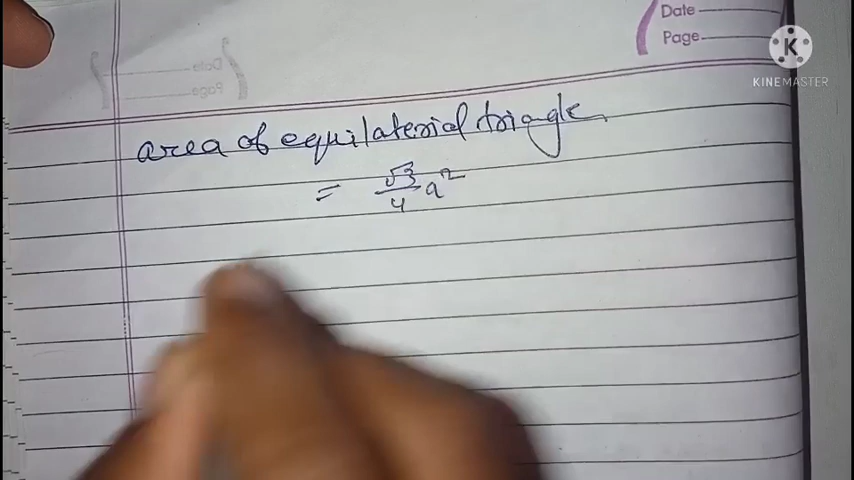 Date
Page
KINEMASTER
area of equilaterial triangle
= √3/4 a²